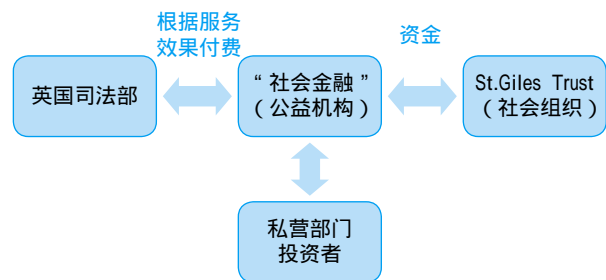 根据服务
效果付费
资金
英国司法部
“社会金融”
（公益机构）
St.Giles Trust
（社会组织）
私营部门
投资者